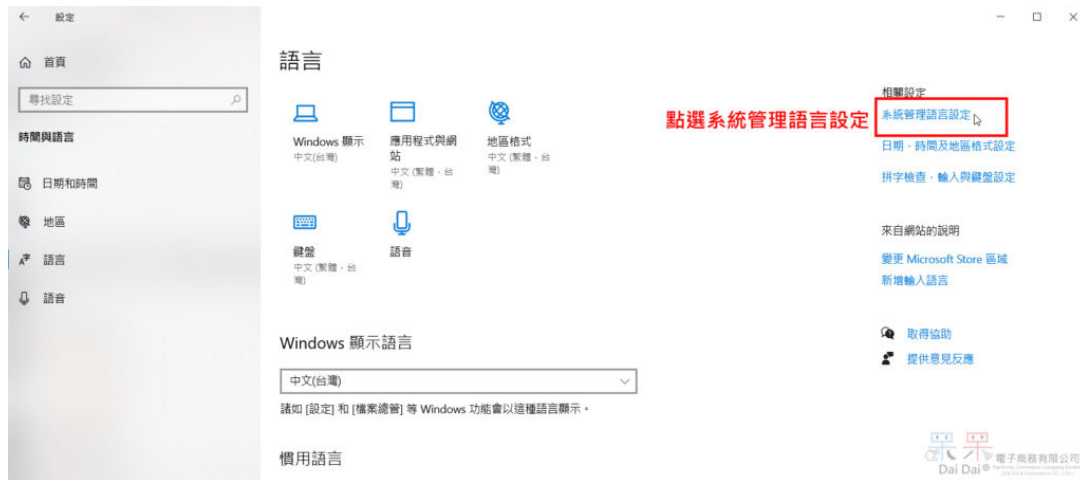 設定
首頁
尋找設定
時間與語言
日期和時間
地區
語言
語音
語言
Windows 顯示
中文(台灣)
應用程式與網
站
中文 (繁體，台
灣)
地區格式
中文 (繁體，台
灣)
鍵盤
中文 (繁體，台
灣)
語音
Windows 顯示語言
中文(台灣)
諸如 [設定] 和 [檔案總管] 等 Windows 功能會以這種語言顯示。
慣用語言
點選系統管理語言設定
相關設定
系統管理語言設定
日期、時間及地區格式設定
拼字檢查、輸入與鍵盤設定
來自網站的說明
變更 Microsoft Store 區域
新增輸入語言
取得協助
提供意見反應
Dai Dai®
電子商務有限公司